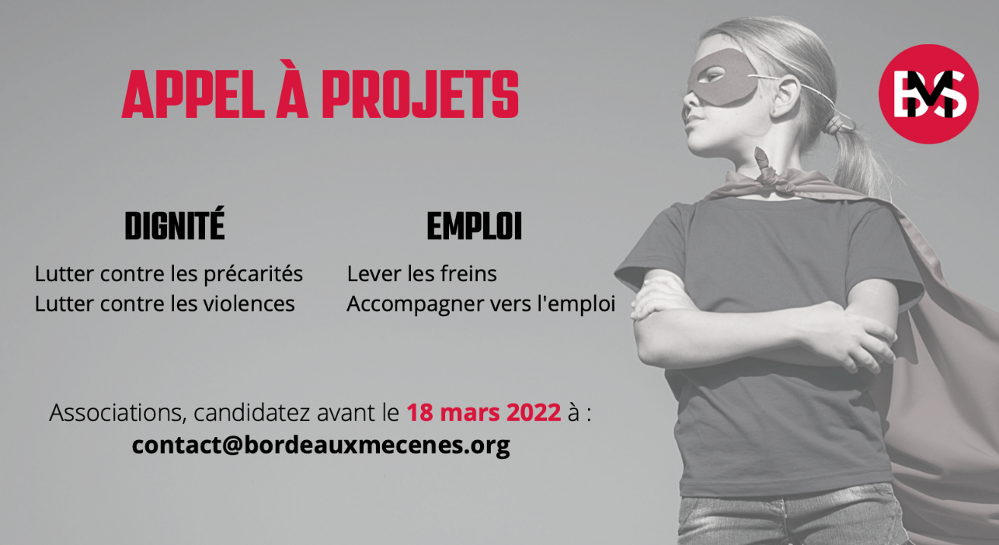 APPEL À PROJETS
BMS
DIGNITÉ
Lutter contre les précarités
Lutter contre les violences
EMPLOI
Lever les freins
Accompagner vers l'emploi
Associations, candidatez avant le 18 mars 2022 à :
contact@bordeauxmecenes.org